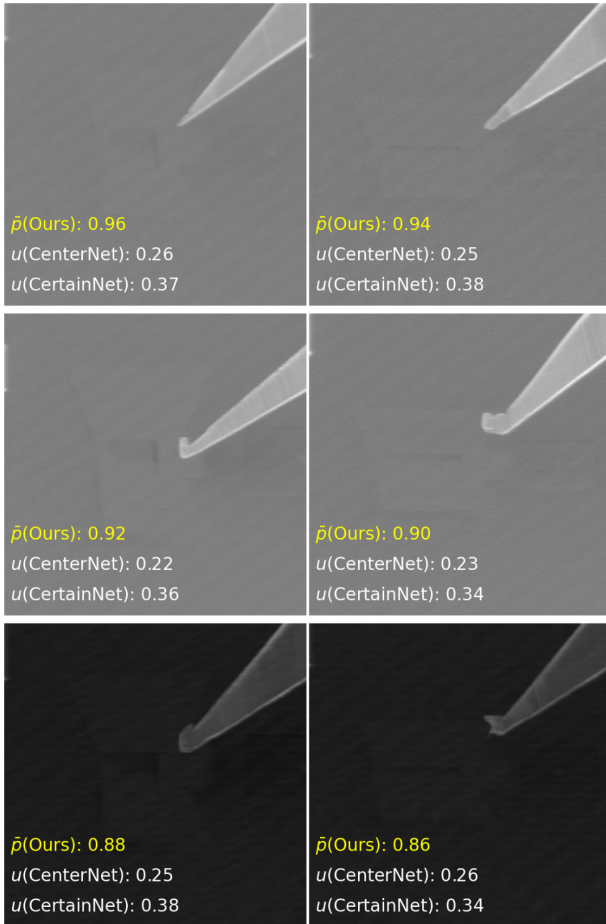 p̄(Ours): 0.96
u(CenterNet): 0.26
u(CertainNet): 0.37
p̄(Ours): 0.94
u(CenterNet): 0.25
u(CertainNet): 0.38
p̄(Ours): 0.92
u(CenterNet): 0.22
u(CertainNet): 0.36
p̄(Ours): 0.90
u(CenterNet): 0.23
u(CertainNet): 0.34
p̄(Ours): 0.88
u(CenterNet): 0.25
u(CertainNet): 0.38
p̄(Ours): 0.86
u(CenterNet): 0.26
u(CertainNet): 0.34